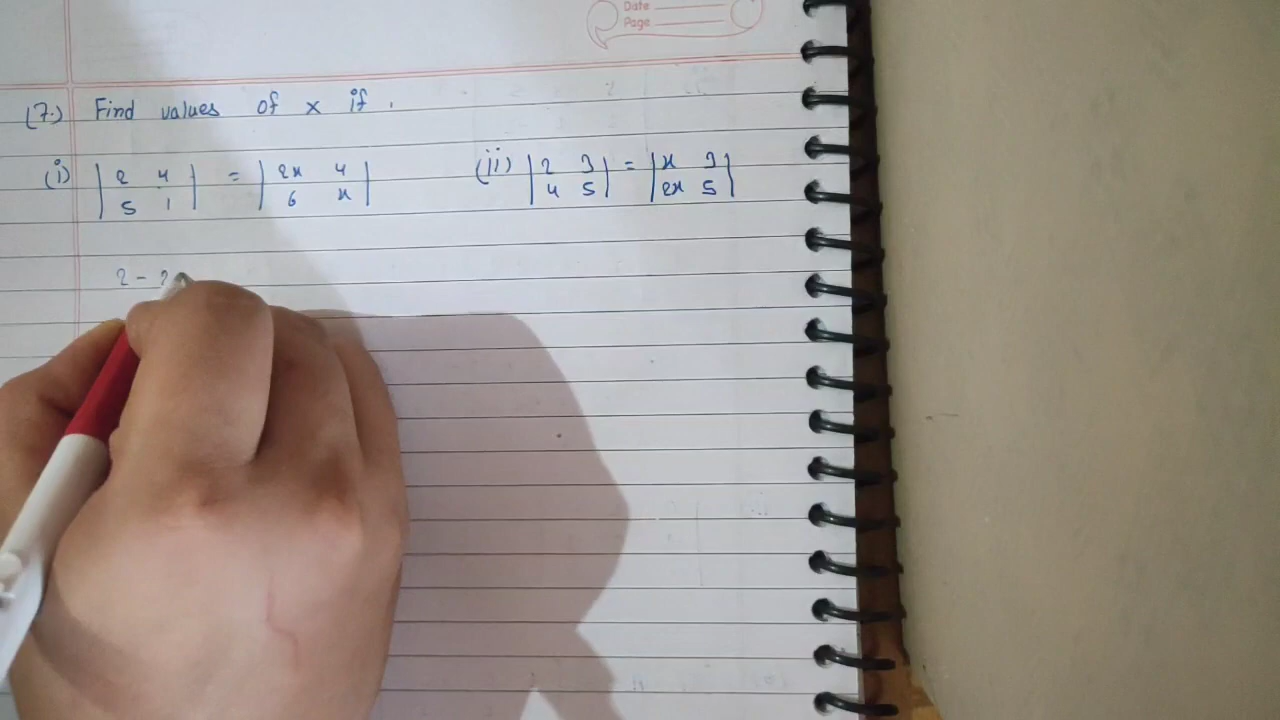 Date
Page
(7.) Find values of x if .
(i) | 2 4 | = | 2x 4 | (ii) | 2 3 | = | x 3 |
| 5 1 | | 6 x | | 4 5 | | 2x 5 |
2 - 2